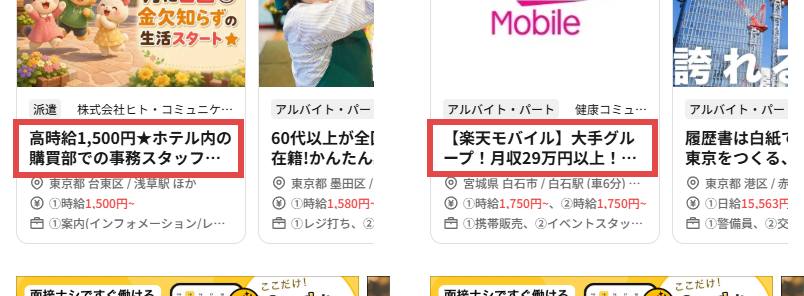 金欠知らずの
生活スタート★
派遣 株式会社ヒト・コミュニケ…
高時給1,500円★ホテル内の
購買部での事務スタッフ…
東京都 台東区 / 浅草駅 ほか
①時給1,500円~
①案内(インフォメーション/レ…
アルバイト・パー
60代以上が全
在籍!かんたん
東京都 墨田区 /
①時給1,580円~
①レジ打ち、②
Mobile
アルバイト・パート 健康コミュ…
【楽天モバイル】大手グル
ープ！月収29万円以上！…
宮城県 白石市 / 白石駅 (車6分) …
①時給1,750円~、②時給1,750円~
①携帯販売、②イベントスタッ…
誇れる
アルバイト・パー
履歴書は白紙で
東京をつくる、
東京都 港区 / 赤
①日給15,563円
①警備員、②交
面接ナシですぐ働ける
ここだけ!
面接ナシですぐ働ける
ここだけ!